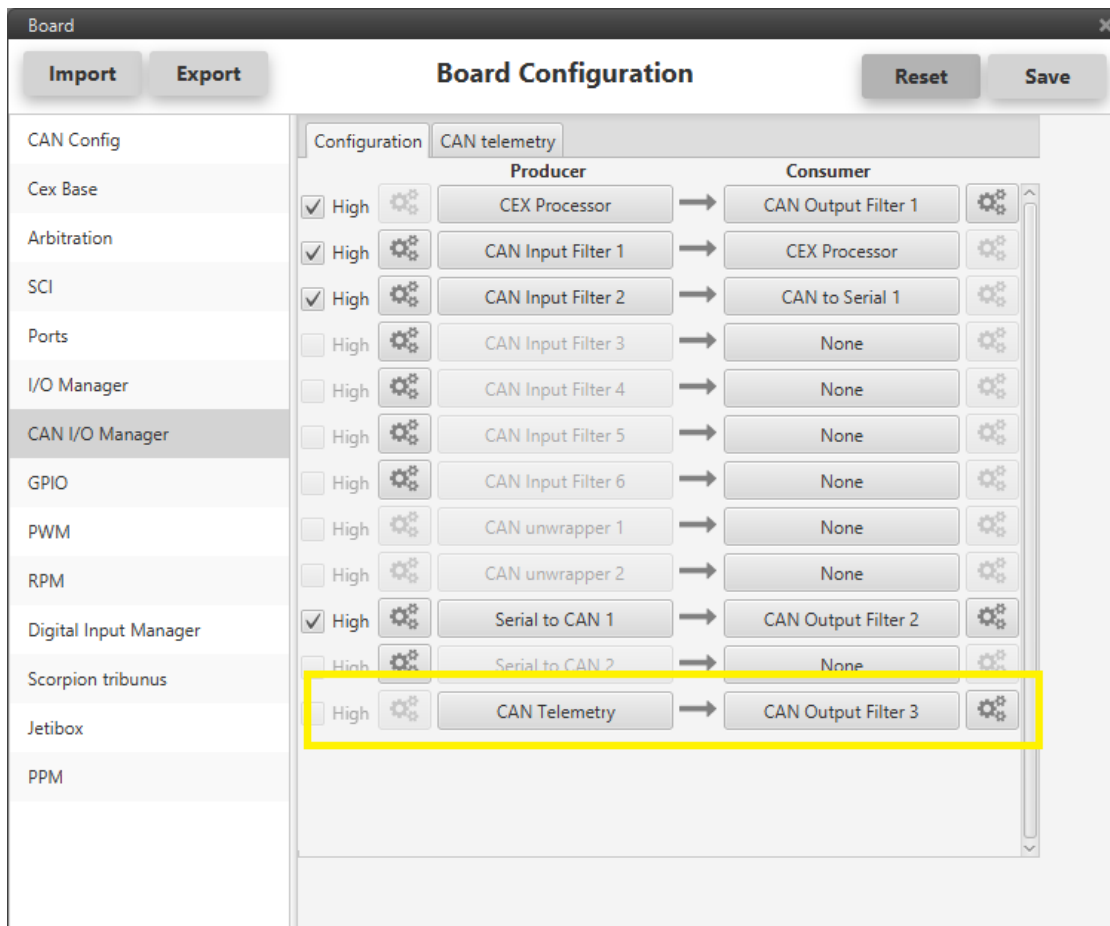 Board
Import Export Board Configuration Reset Save
CAN Config
Cex Base
Arbitration
SCI
Ports
I/O Manager
CAN I/O Manager
GPIO
PWM
RPM
Digital Input Manager
Scorpion tribunus
Jetibox
PPM
Configuration CAN telemetry
Producer Consumer
High CEX Processor CAN Output Filter 1
High CAN Input Filter 1 CEX Processor
High CAN Input Filter 2 CAN to Serial 1
High CAN Input Filter 3 None
High CAN Input Filter 4 None
High CAN Input Filter 5 None
High CAN Input Filter 6 None
High CAN unwrapper 1 None
High CAN unwrapper 2 None
High Serial to CAN 1 CAN Output Filter 2
High Serial to CAN 2 None
High CAN Telemetry CAN Output Filter 3